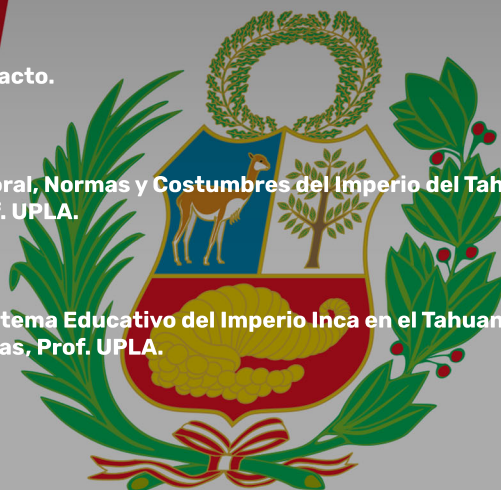 acto.
oral, Normas y Costumbres del Imperio del Tah
. UPLA.
tema Educativo del Imperio Inca en el Tahuan
as, Prof. UPLA.